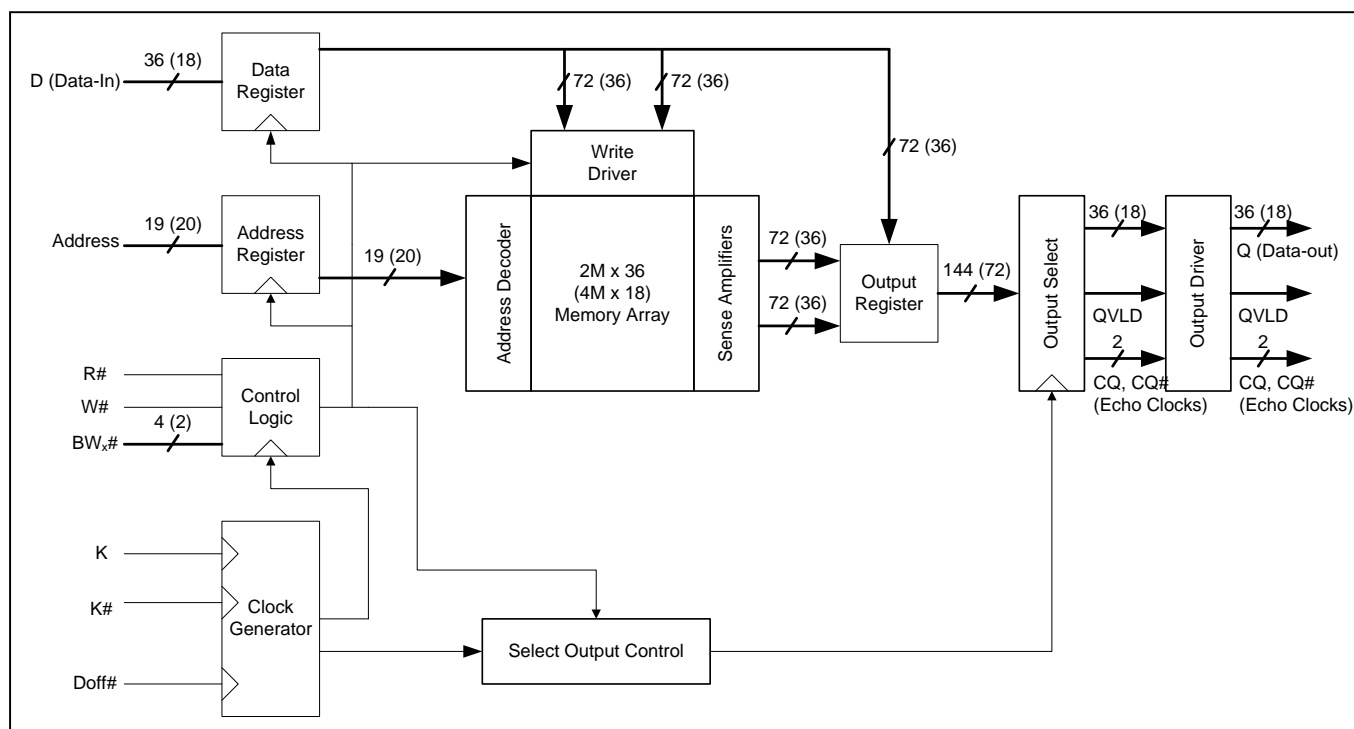 36 (18)
D (Data-In)
Data
Register
72 (36)
72 (36)
72 (36)
Write
Driver
19 (20)
Address
Address
Register
19 (20)
Address Decoder
2M x 36
(4M x 18)
Memory Array
Sense Amplifiers
72 (36)
72 (36)
Output
Register
144 (72)
Output Select
36 (18)
QVLD
2
CQ, CQ#
(Echo Clocks)
Output Driver
36 (18)
Q (Data-out)
QVLD
2
CQ, CQ#
(Echo Clocks)
R#
W#
4 (2)
BWx#
Control
Logic
K
K#
Doff#
Clock
Generator
Select Output Control